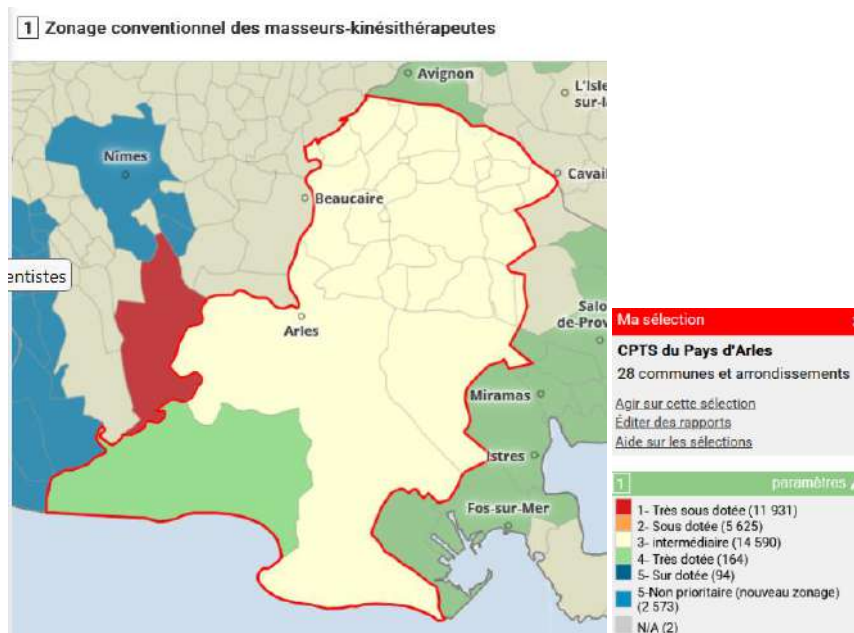 1 Zonage conventionnel des masseurs-kinésithérapeutes
Avignon
L'Isle
sur-l
Nîmes
Cavail
Beaucaire
entistes
Arles
Salo
de-Prov
Miramas
Istres
Fos-sur-Mer
Ma sélection
CPTS du Pays d'Arles
28 communes et arrondissements
Agir sur cette sélection
Éditer des rapports
Aide sur les sélections
1 paramètres
1- Très sous dotée (11 931)
2- Sous dotée (5 625)
3- intermédiaire (14 590)
4- Très dotée (164)
5- Sur dotée (94)
5-Non prioritaire (nouveau zonage)
(2 573)
N/A (2)